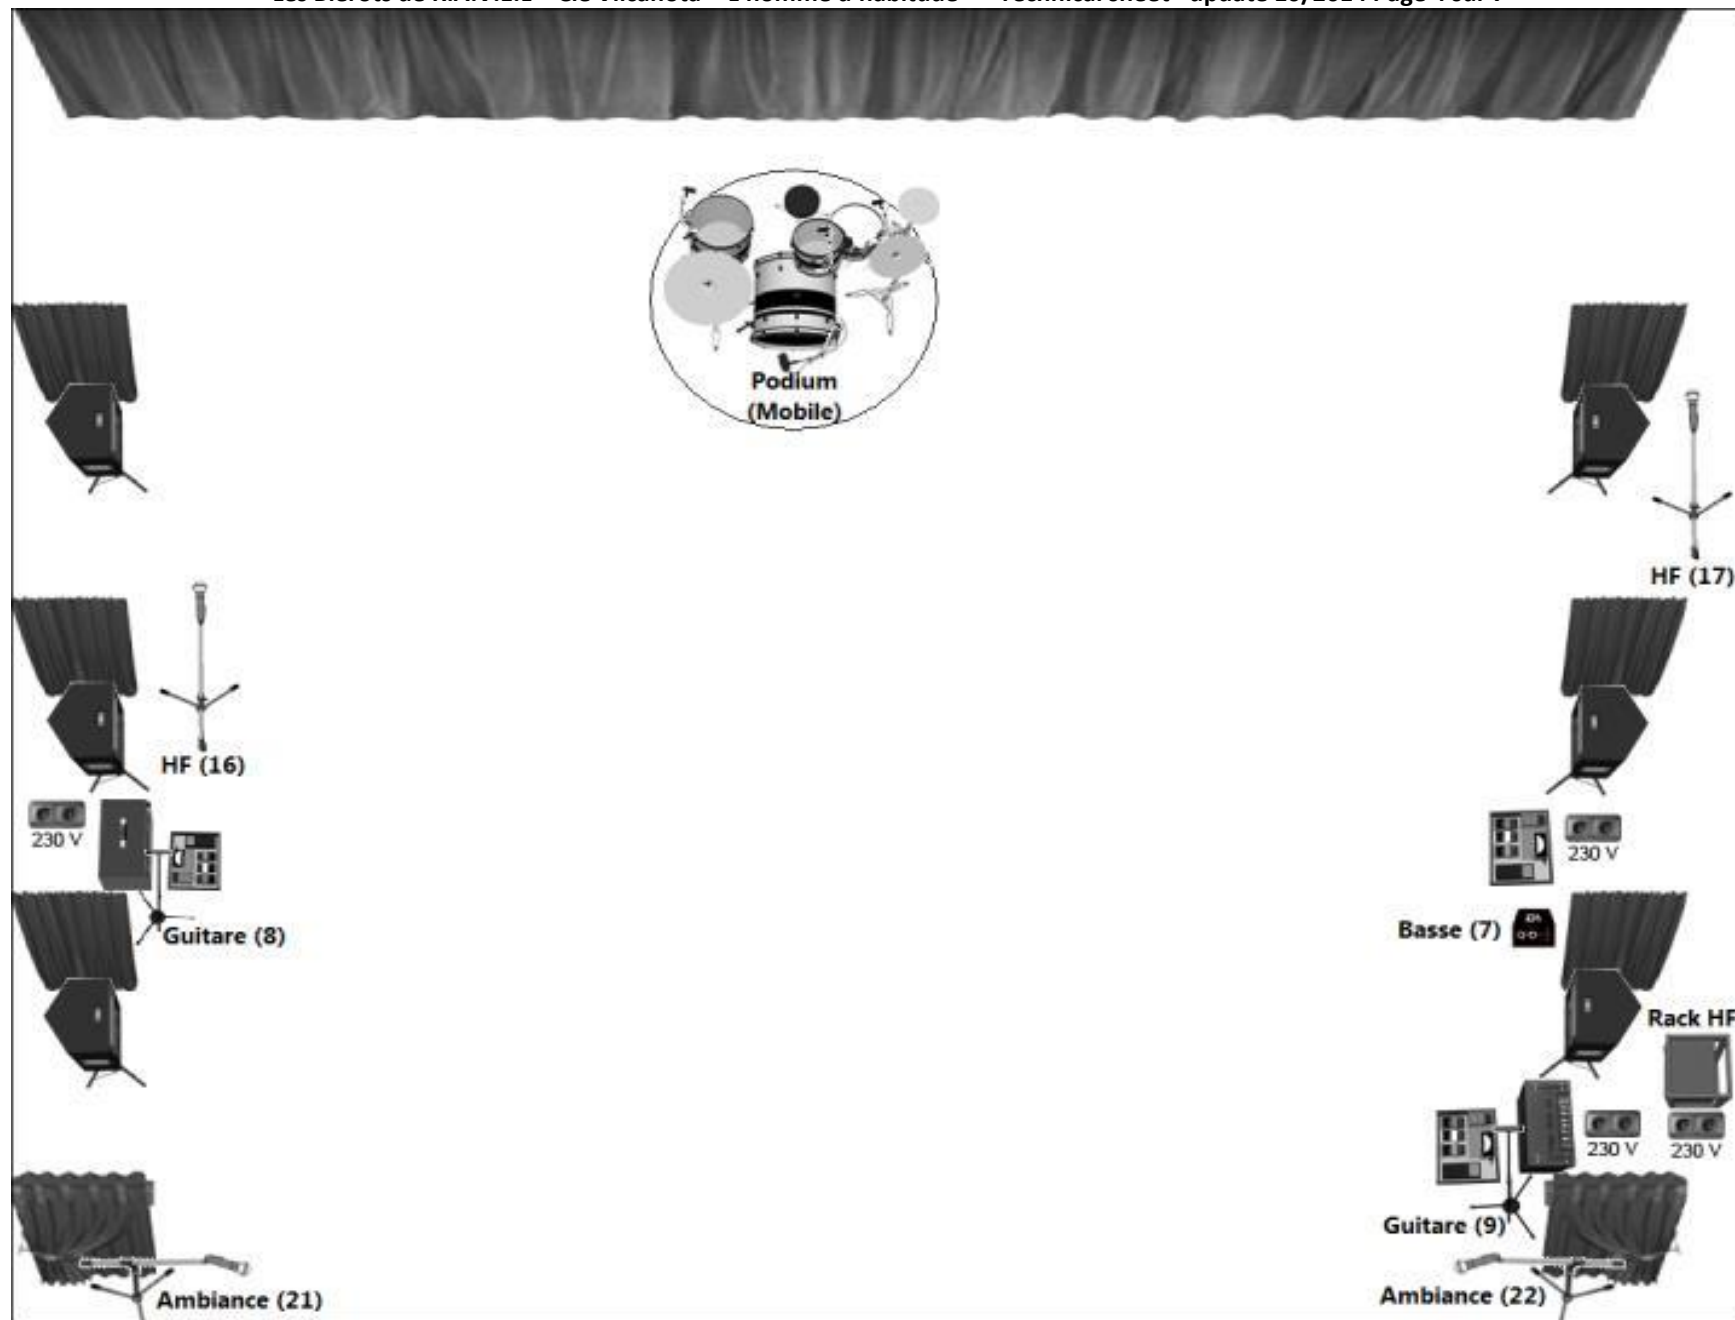 Podium
(Mobile)
HF (17)
HF (16)
230 V
230 V
Guitare (8)
Basse (7)
Rack HF
230 V
230 V
Guitare (9)
Ambiance (21)
Ambiance (22)